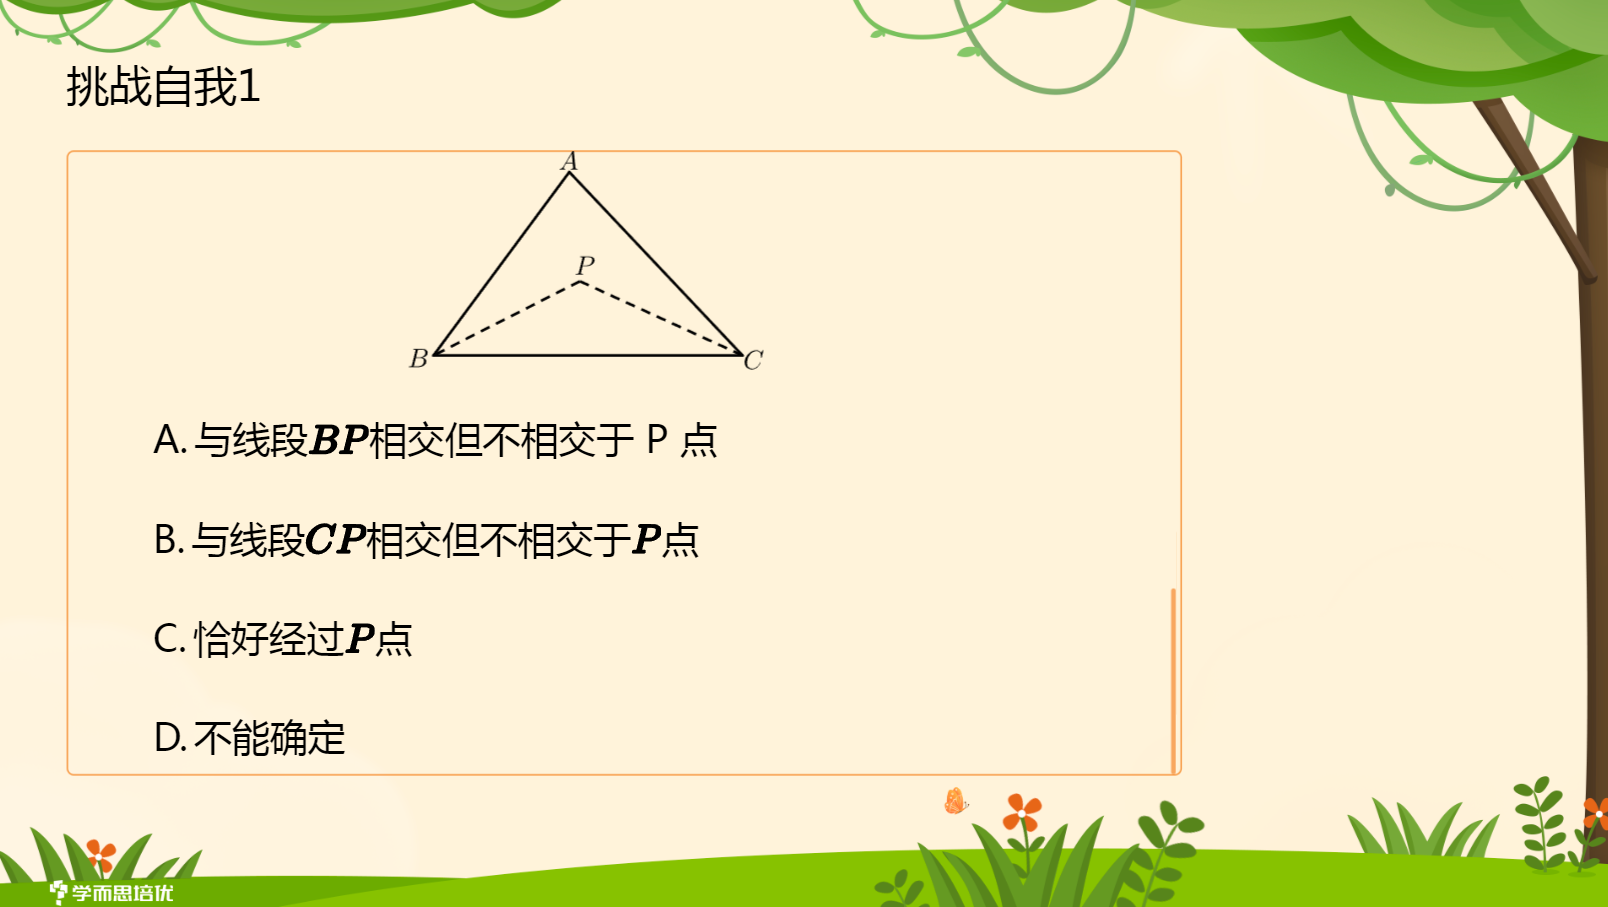 挑战自我1
A
P
B
C
A. 与线段BP相交但不相交于 P 点
B. 与线段CP相交但不相交于P点
C. 恰好经过P点
D. 不能确定
学而思培优